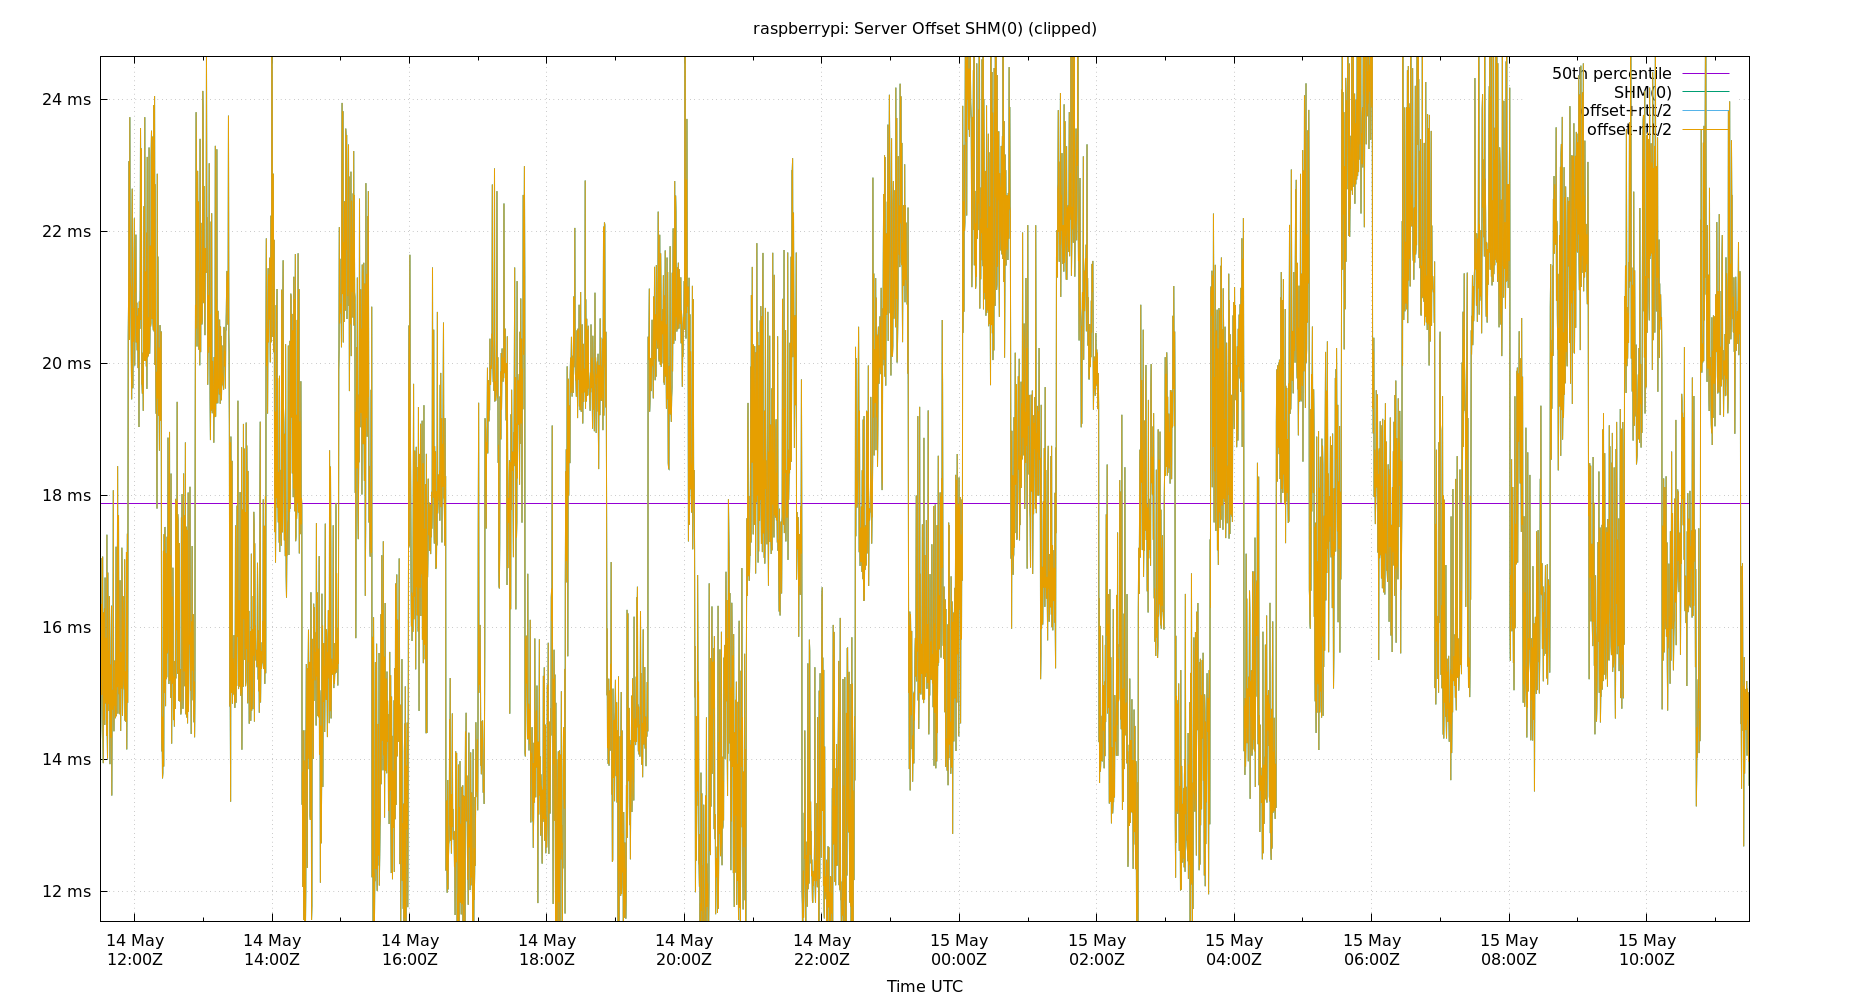 raspberrypi: Server Offset SHM(0) (clipped)
50th percentile
SHM(0)
offset+rtt/2
offset-rtt/2
24 ms
22 ms
20 ms
18 ms
16 ms
14 ms
12 ms
14 May 14 May 14 May 14 May 14 May 14 May 15 May 15 May 15 May 15 May 15 May 15 May
12:00Z 14:00Z 16:00Z 18:00Z 20:00Z 22:00Z 00:00Z 02:00Z 04:00Z 06:00Z 08:00Z 10:00Z
Time UTC